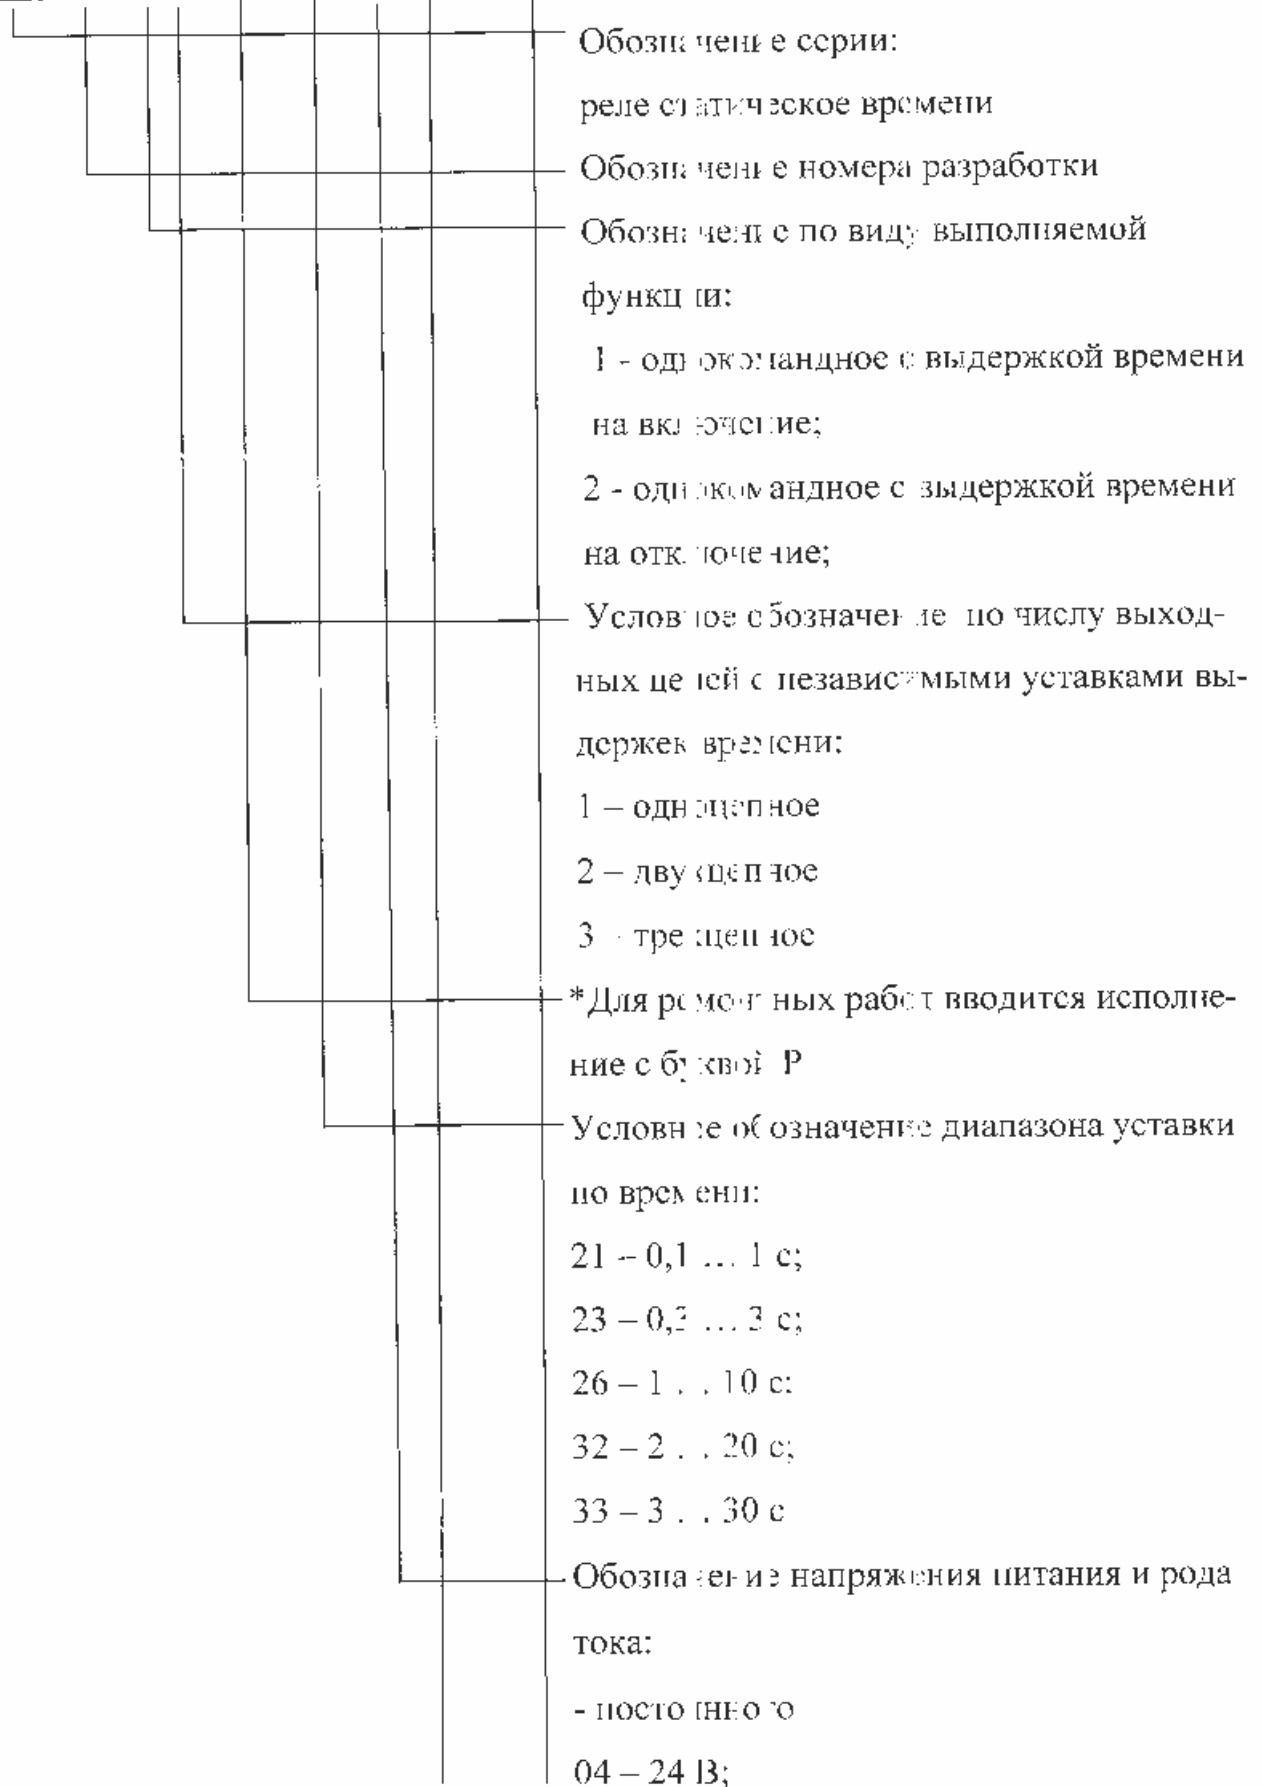 Обозначение серии:
реле статическое времени
Обозначение номера разработки
Обозначение по виду выполняемой
функции:
1 - однокомандное с выдержкой времени
на включение;
2 - однокомандное с выдержкой времени
на отключение;
Условное обозначение по числу выход-
ных цепей с независимыми уставками вы-
держек времени:
1 – одноцепное
2 – двухцепное
3 - трехцепное
*Для ремонтных работ вводится исполне-
ние с буквой Р
Условное обозначение диапазона уставки
по времени:
21 – 0,1 ... 1 с;
23 – 0,3 ... 3 с;
26 – 1 ... 10 с;
32 – 2 ... 20 с;
33 – 3 ... 30 с
Обозначение напряжения питания и рода
тока:
- постоянного
04 – 24 В;